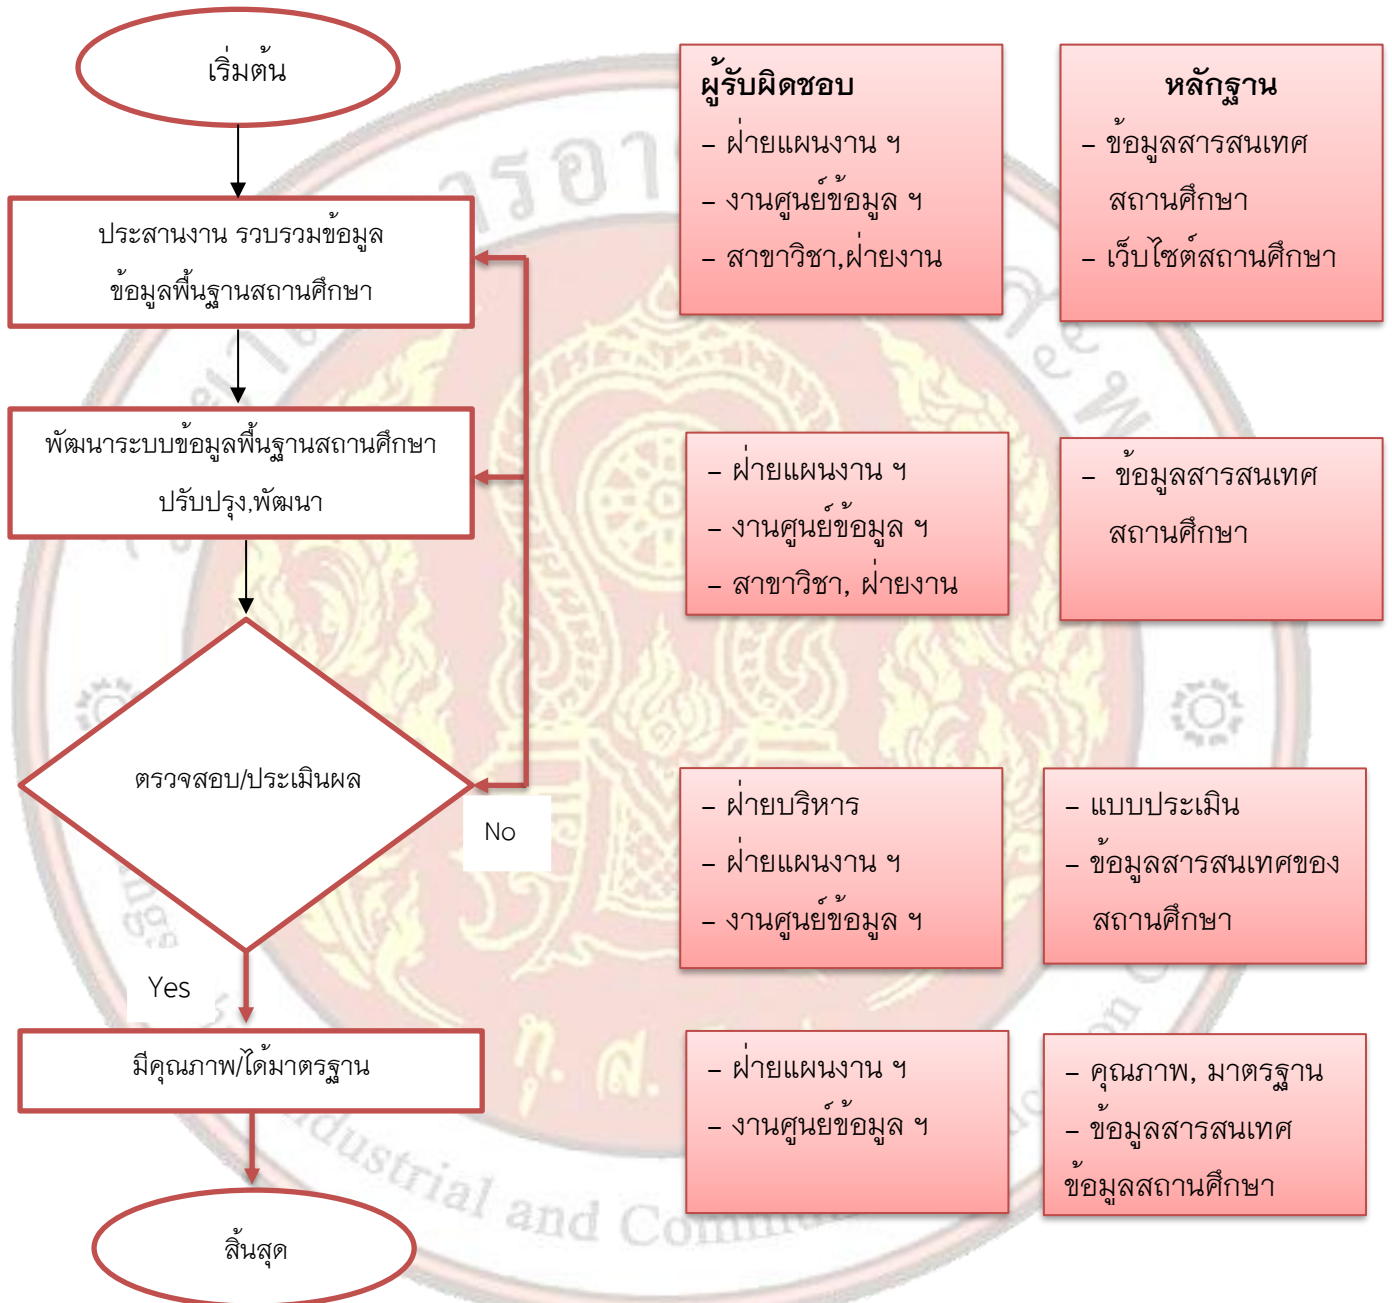 เริ่มต้น
ผู้รับผิดชอบ
– ฝ่ายแผนงาน ฯ
– งานศูนย์ข้อมูล ฯ
– สาขาวิชา,ฝ่ายงาน
หลักฐาน
– ข้อมูลสารสนเทศ
สถานศึกษา
– เว็บไซต์สถานศึกษา
ประสานงาน รวบรวมข้อมูล
ข้อมูลพื้นฐานสถานศึกษา
พัฒนาระบบข้อมูลพื้นฐานสถานศึกษา
ปรับปรุง,พัฒนา
– ฝ่ายแผนงาน ฯ
– งานศูนย์ข้อมูล ฯ
– สาขาวิชา, ฝ่ายงาน
– ข้อมูลสารสนเทศ
สถานศึกษา
ตรวจสอบ/ประเมินผล
No
– ฝ่ายบริหาร
– ฝ่ายแผนงาน ฯ
– งานศูนย์ข้อมูล ฯ
– แบบประเมิน
– ข้อมูลสารสนเทศของ
สถานศึกษา
Yes
มีคุณภาพ/ได้มาตรฐาน
– ฝ่ายแผนงาน ฯ
– งานศูนย์ข้อมูล ฯ
– คุณภาพ, มาตรฐาน
– ข้อมูลสารสนเทศ
ข้อมูลสถานศึกษา
สิ้นสุด
ท. ส.
and